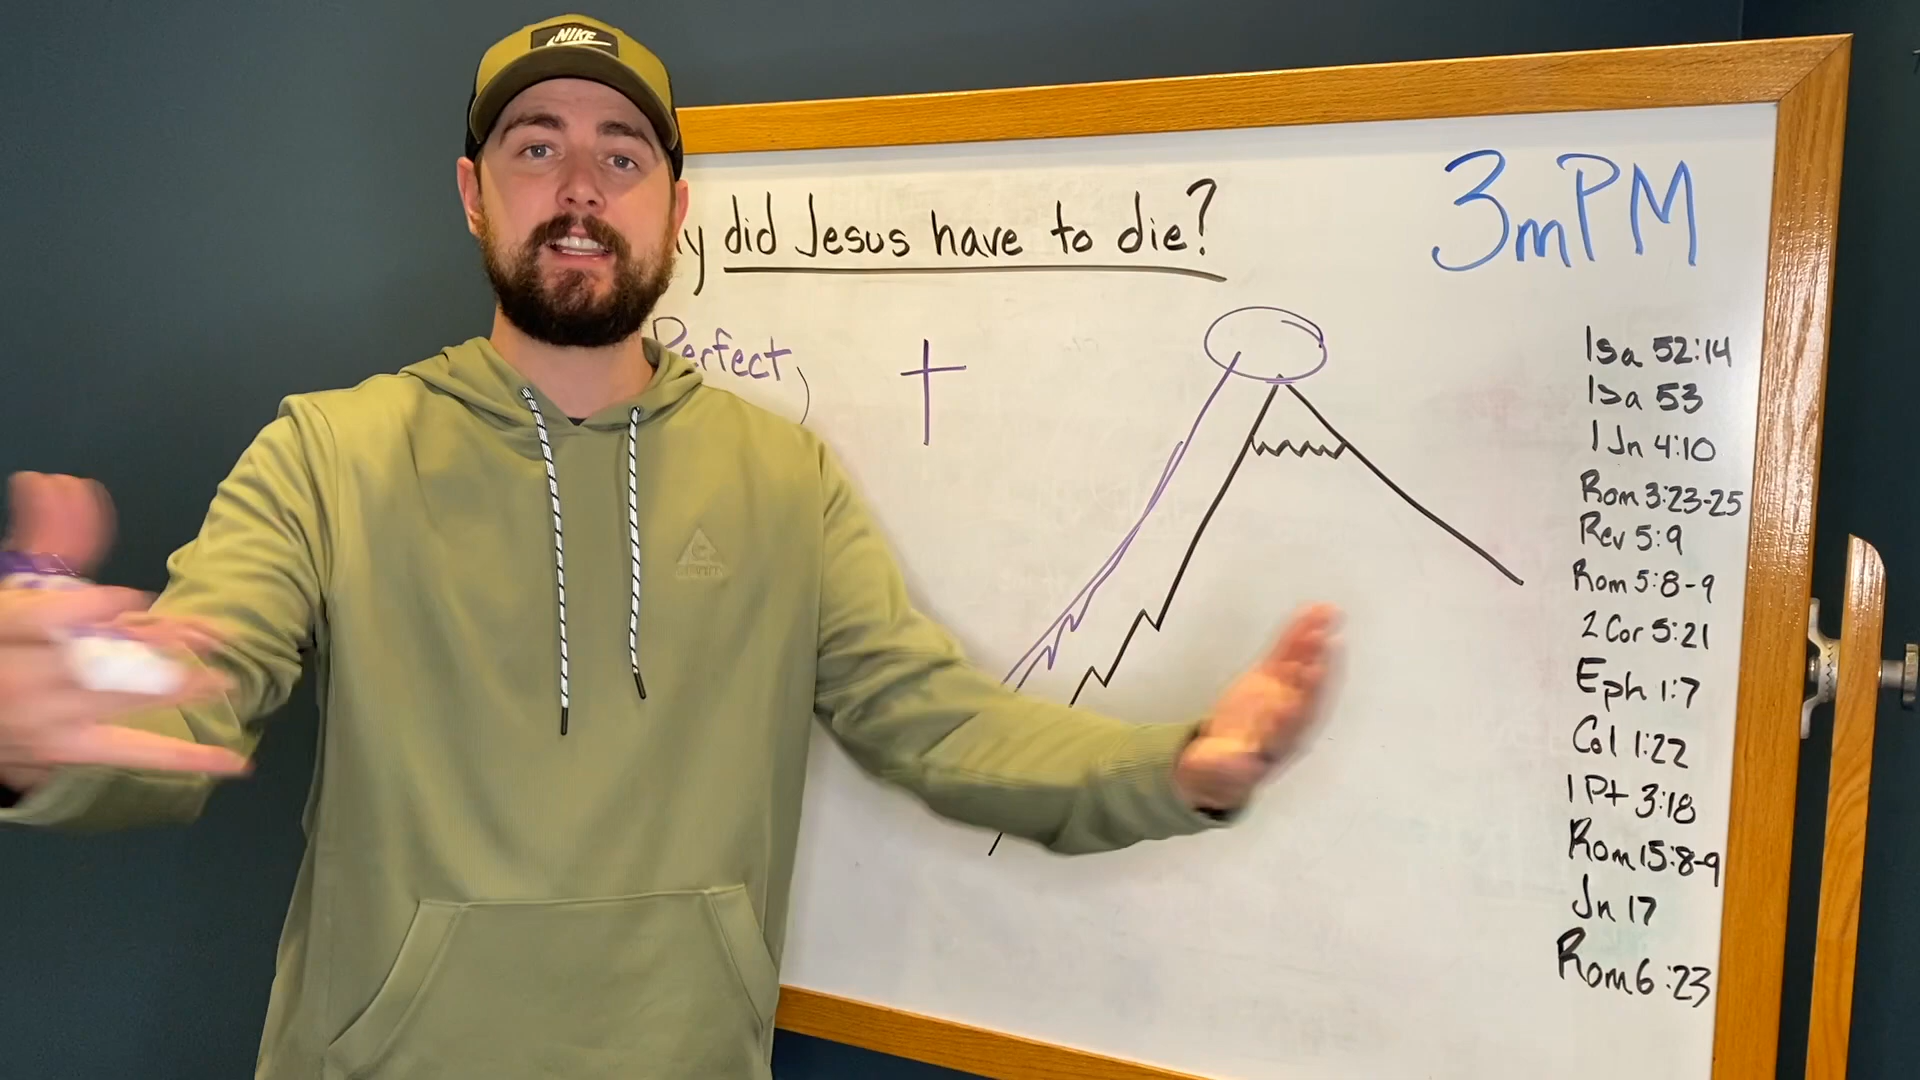 NIKE
did Jesus have to die?
3mPM
Perfect
Isa 52:14
Isa 53
1 Jn 4:10
Rom 3:23-25
Rev 5:9
Rom 5:8-9
2 Cor 5:21
Eph 1:7
Col 1:22
1 Pt 3:18
Rom 15:8-9
Jn 17
Rom 6:23